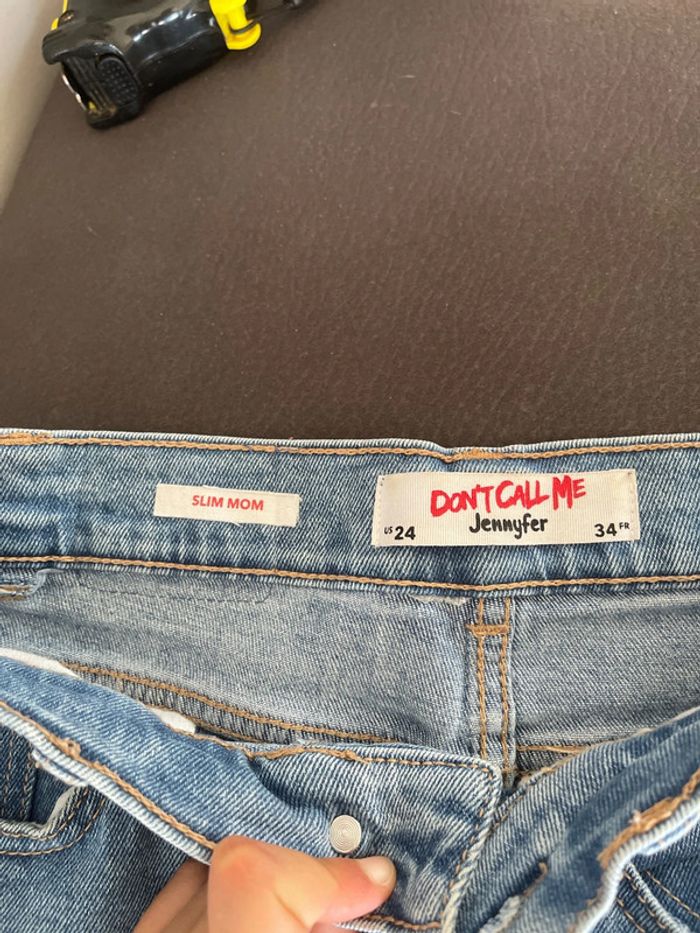 SLIM MOM
DON'T CALL ME
Jennyfer
US 24
34 FR